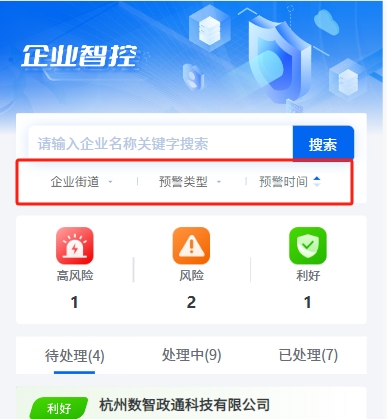 企业智控
请输入企业名称关键字搜索 搜索
企业街道 预警类型 预警时间
高风险 风险 利好
1 2 1
待处理(4) 处理中(9) 已处理(7)
利好 杭州数智政通科技有限公司